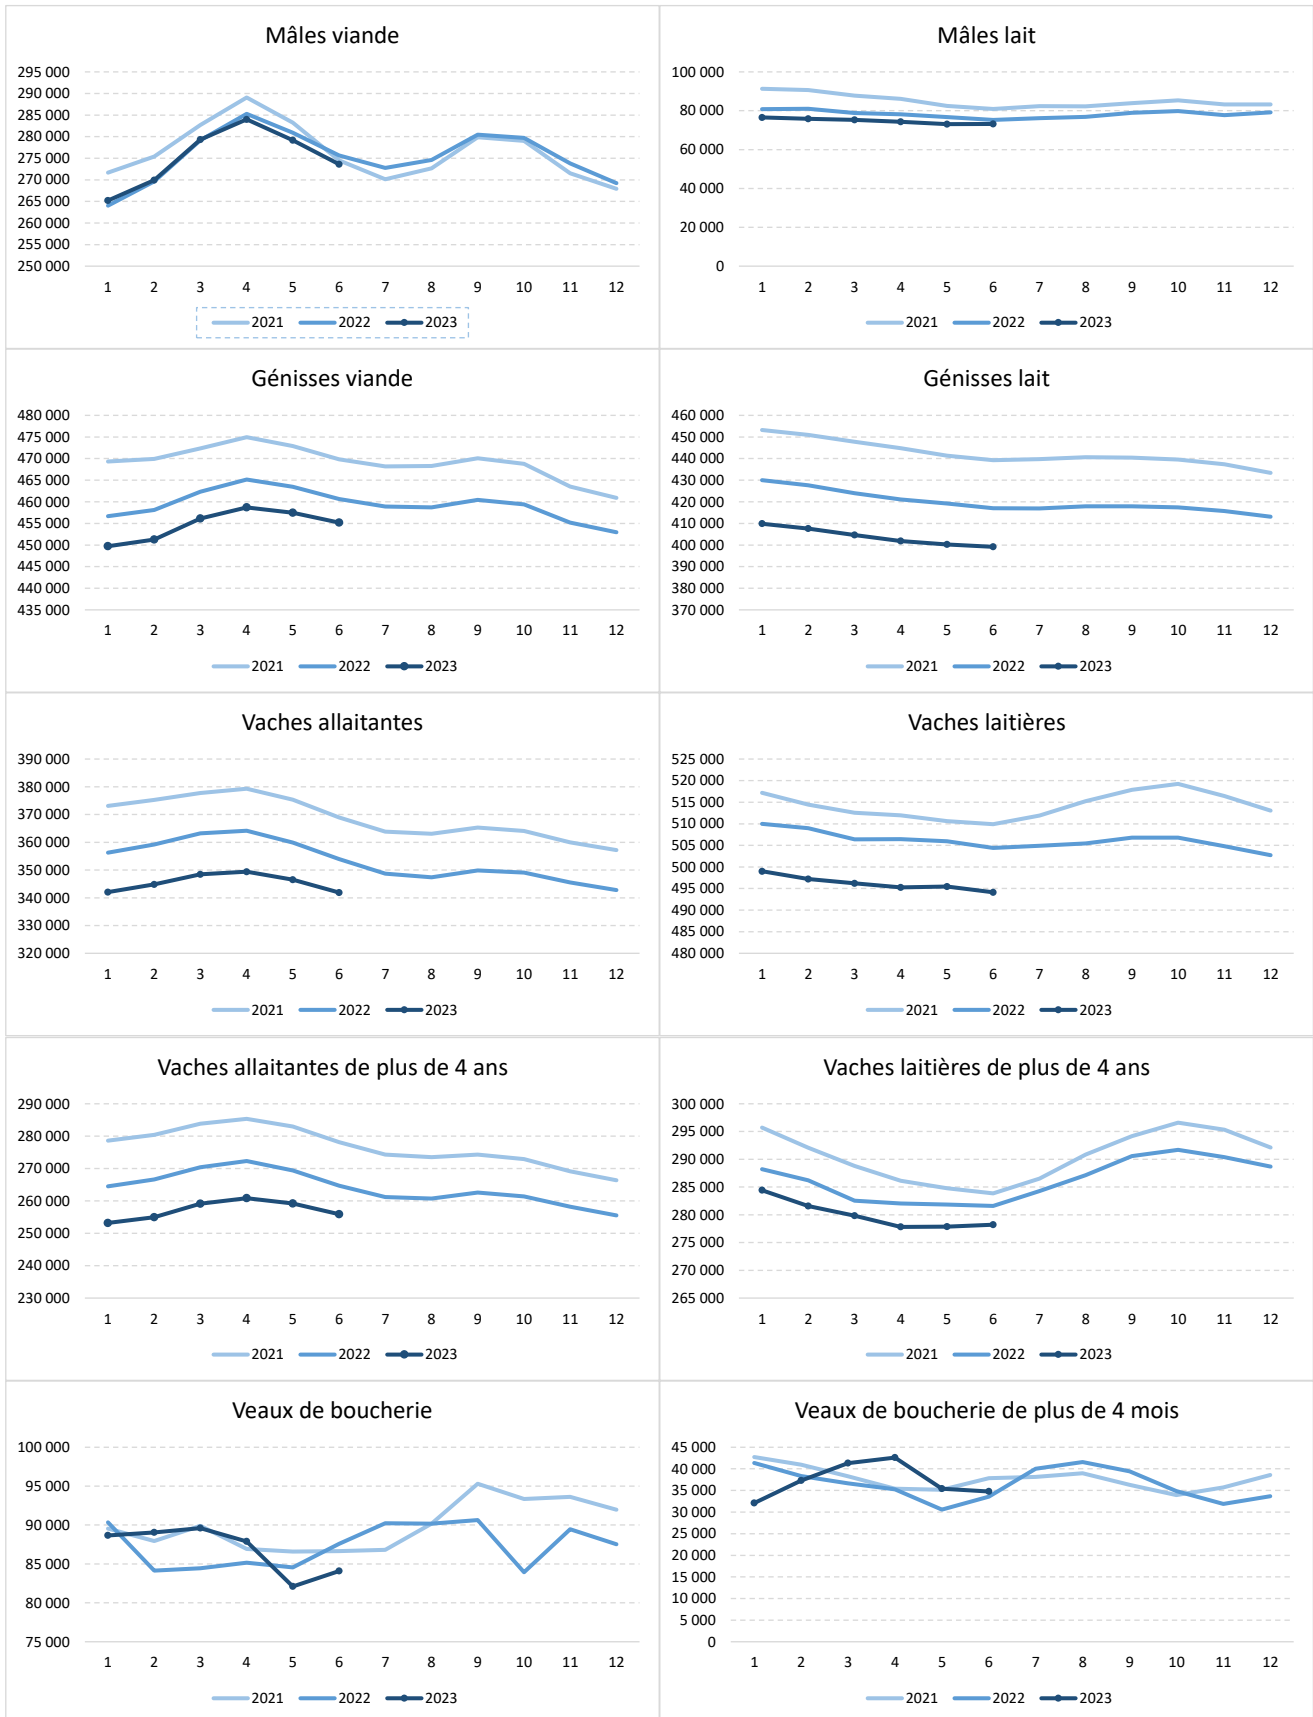 Mâles viande
295 000
290 000
285 000
280 000
275 000
270 000
265 000
260 000
255 000
250 000
1 2 3 4 5 6 7 8 9 10 11 12
2021 2022 2023
Mâles lait
100 000
80 000
60 000
40 000
20 000
0
1 2 3 4 5 6 7 8 9 10 11 12
2021 2022 2023
Génisses viande
480 000
475 000
470 000
465 000
460 000
455 000
450 000
445 000
440 000
435 000
1 2 3 4 5 6 7 8 9 10 11 12
2021 2022 2023
Génisses lait
460 000
450 000
440 000
430 000
420 000
410 000
400 000
390 000
380 000
370 000
1 2 3 4 5 6 7 8 9 10 11 12
2021 2022 2023
Vaches allaitantes
390 000
380 000
370 000
360 000
350 000
340 000
330 000
320 000
1 2 3 4 5 6 7 8 9 10 11 12
2021 2022 2023
Vaches laitières
525 000
520 000
515 000
510 000
505 000
500 000
495 000
490 000
485 000
480 000
1 2 3 4 5 6 7 8 9 10 11 12
2021 2022 2023
Vaches allaitantes de plus de 4 ans
290 000
280 000
270 000
260 000
250 000
240 000
230 000
1 2 3 4 5 6 7 8 9 10 11 12
2021 2022 2023
Vaches laitières de plus de 4 ans
300 000
295 000
290 000
285 000
280 000
275 000
270 000
265 000
1 2 3 4 5 6 7 8 9 10 11 12
2021 2022 2023
Veaux de boucherie
100 000
95 000
90 000
85 000
80 000
75 000
1 2 3 4 5 6 7 8 9 10 11 12
2021 2022 2023
Veaux de boucherie de plus de 4 mois
45 000
40 000
35 000
30 000
25 000
20 000
15 000
10 000
5 000
0
1 2 3 4 5 6 7 8 9 10 11 12
2021 2022 2023